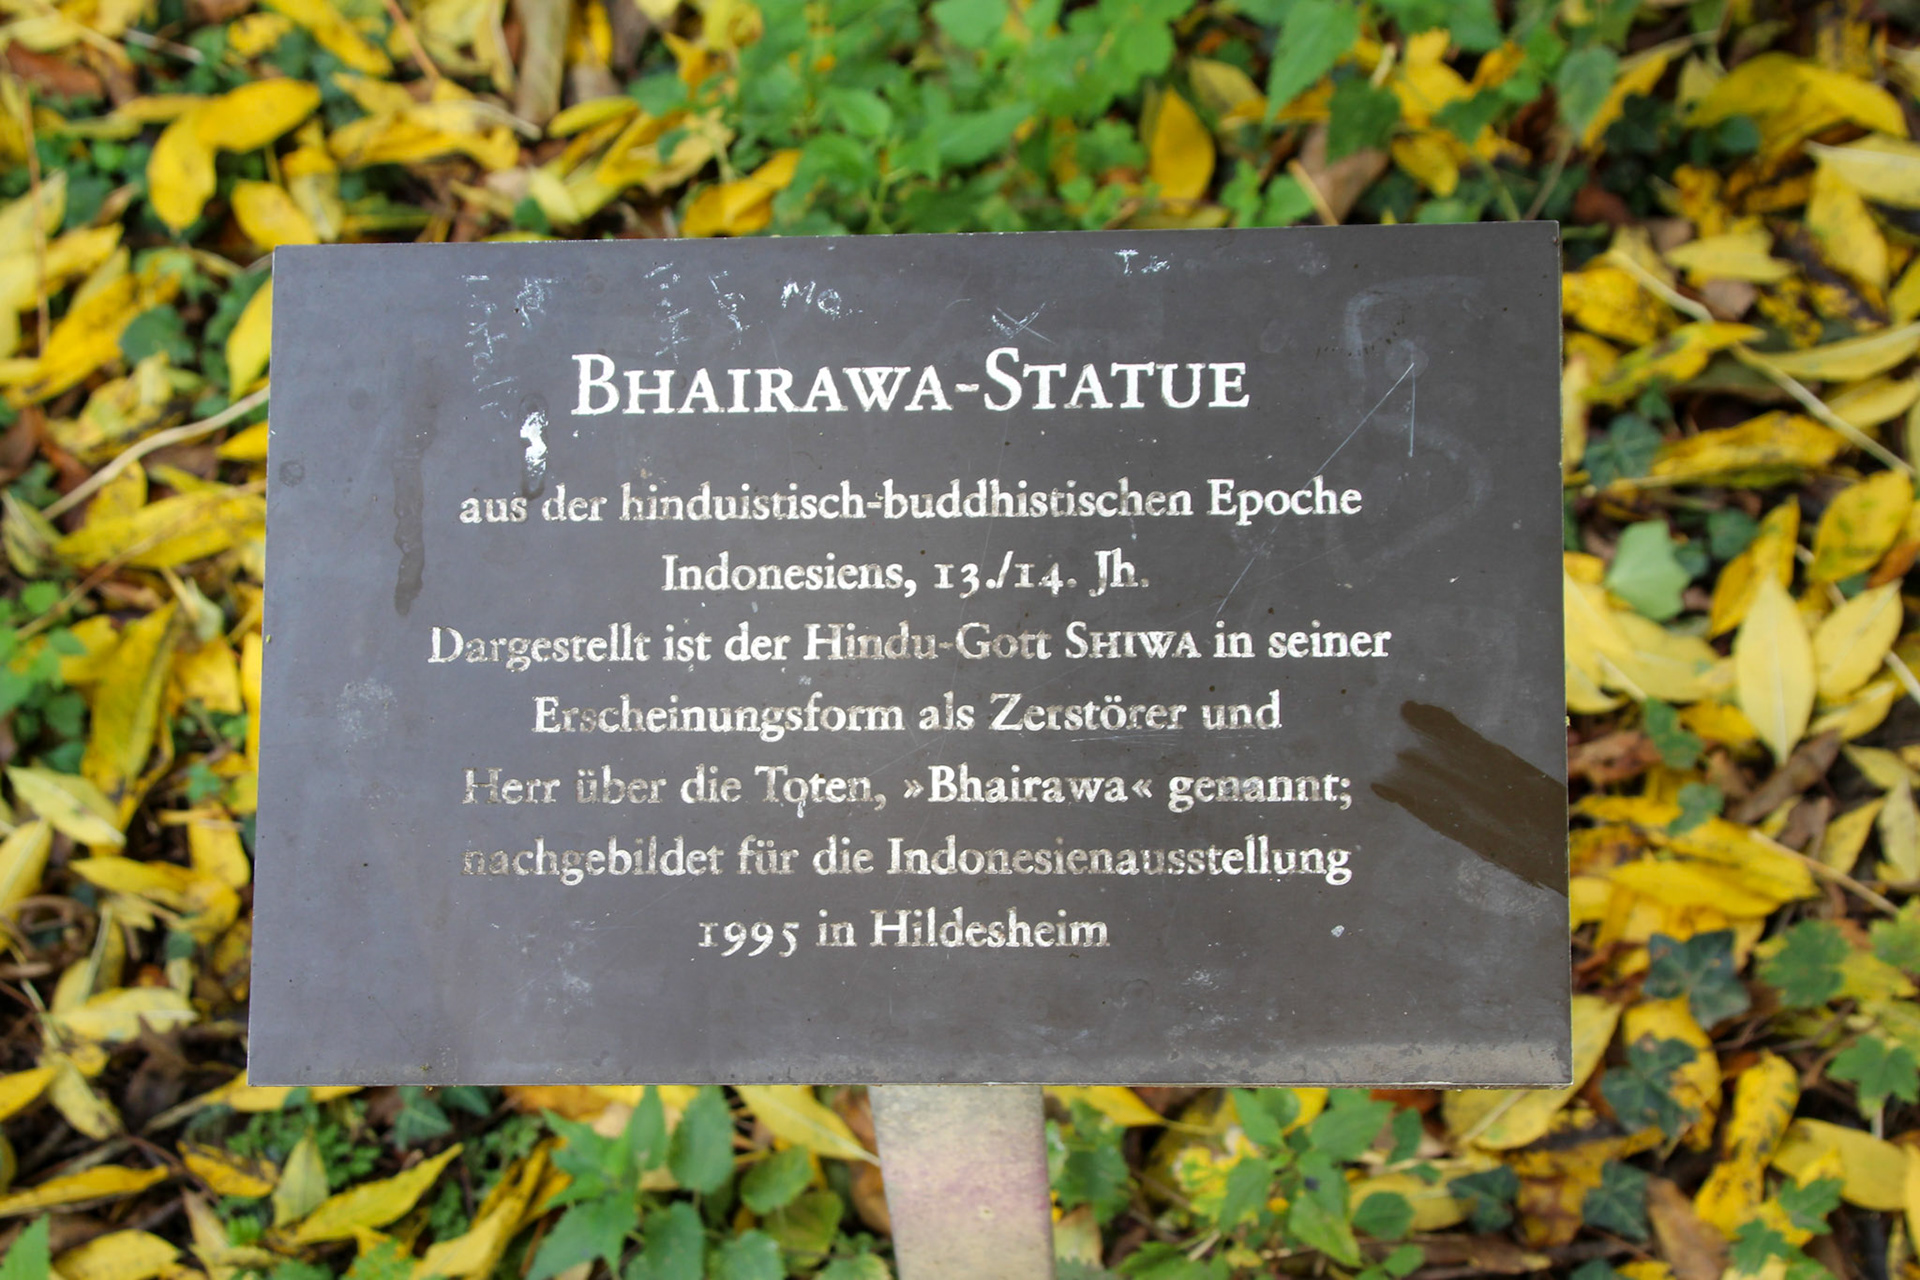 Mo
BHAIRAWA-STATUE
aus der hinduistisch-buddhistischen Epoche
Indonesiens, 13./14. Jh.
Dargestellt ist der Hindu-Gott SHIWA in seiner
Erscheinungsform als Zerstörer und
Herr über die Toten, »Bhairawa« genannt;
nachgebildet für die Indonesienausstellung
1995 in Hildesheim